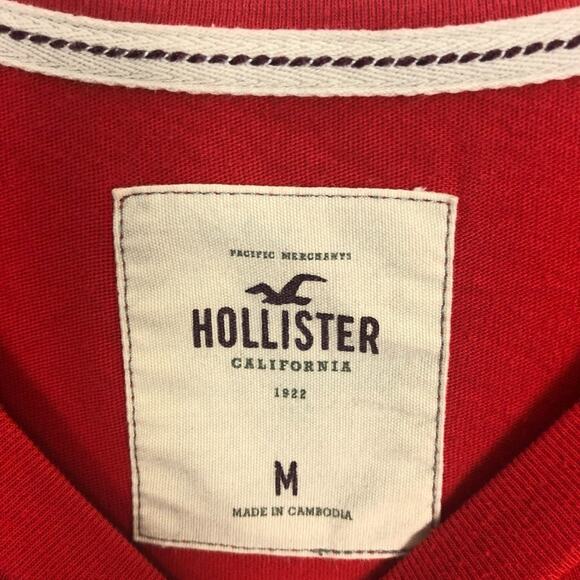 PACIFIC MERCHANTS
HOLLISTER
CALIFORNIA
1922
M
MADE IN CAMBODIA